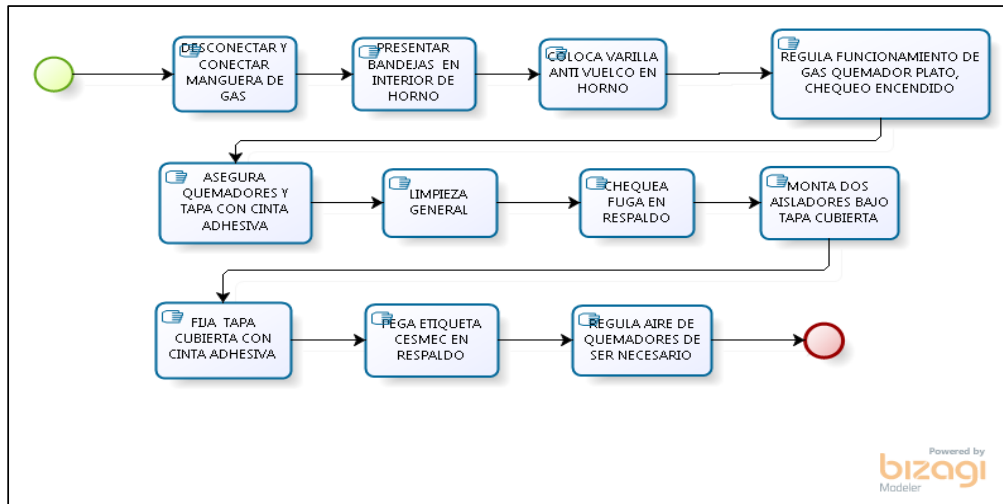 DESCONECTAR Y
CONECTAR
MANGUERA DE
GAS
PRESENTAR
BANDEJAS EN
INTERIOR DE
HORNO
COLOCA VARILLA
ANTI VUELCO EN
HORNO
REGULA FUNCIONAMIENTO DE
GAS QUEMADOR PLATO,
CHEQUEO ENCENDIDO
ASEGURA
QUEMADORES Y
TAPA CON CINTA
ADHESIVA
LIMPIEZA
GENERAL
CHEQUEA
FUGA EN
RESPALDO
MONTA DOS
AISLADORES BAJO
TAPA CUBIERTA
FIJA TAPA
CUBIERTA CON
CINTA ADHESIVA
PEGA ETIQUETA
CESMEC EN
RESPALDO
REGULA AIRE DE
QUEMADORES DE
SER NECESARIO
Powered by
bizagi
Modeler